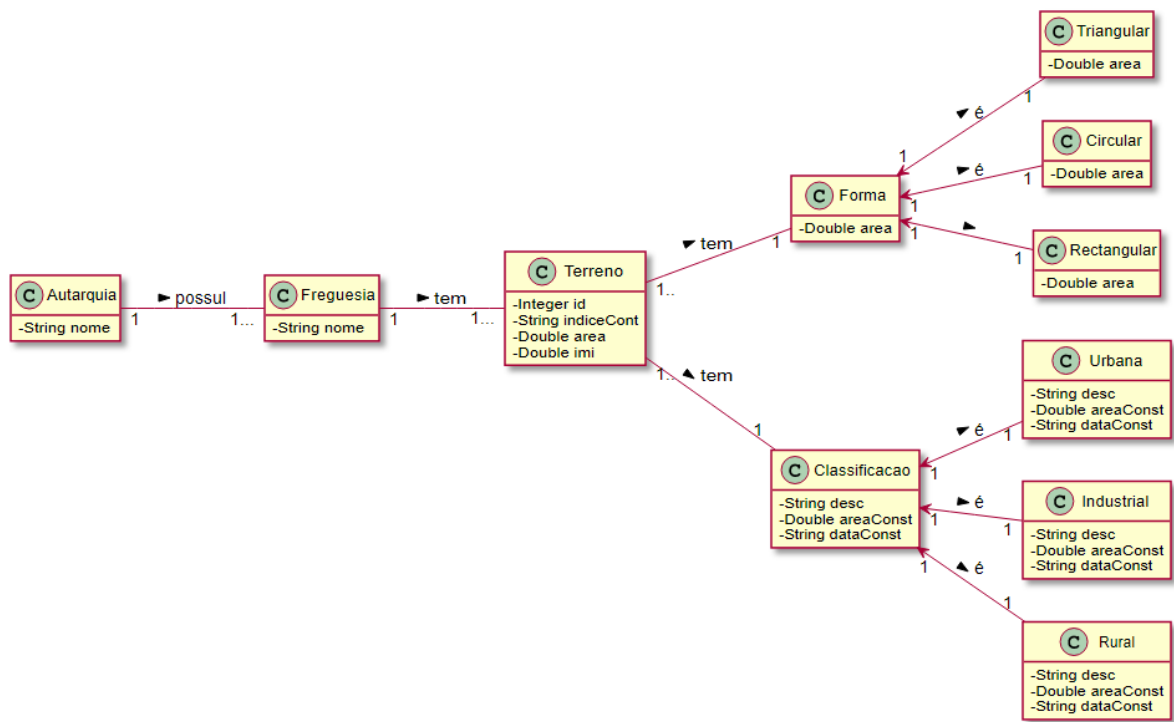 C Triangular
-Double area
1
é
1
C Circular
-Double area
1
é
1
C Forma
-Double area
C Rectangular
-Double area
1
1
1
tem
1..
C Terreno
-Integer id
-String indiceCont
-Double area
-Double imi
C Autarquia
-String nome
1
possul
1...
C Freguesia
-String nome
1
tem
1...
1..
tem
1
C Classificacao
-String desc
-Double areaConst
-String dataConst
C Urbana
-String desc
-Double areaConst
-String dataConst
1
é
1
C Industrial
-String desc
-Double areaConst
-String dataConst
1
é
1
C Rural
-String desc
-Double areaConst
-String dataConst
1
é
1